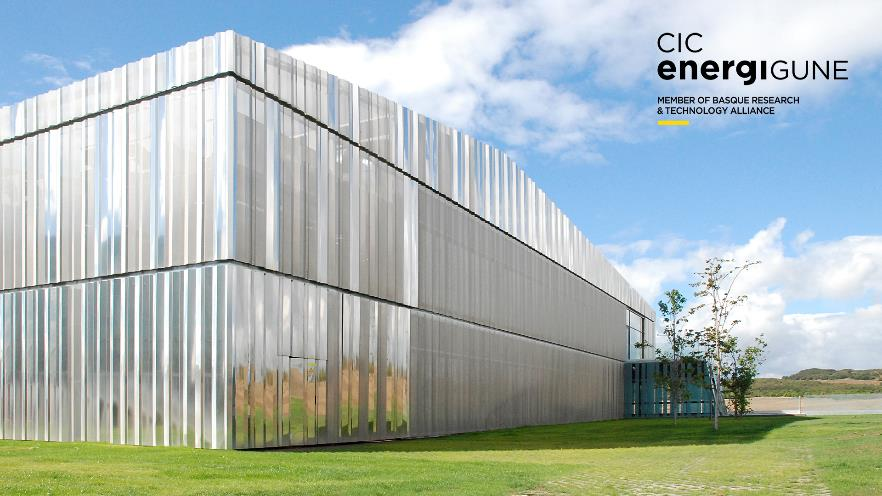 CIC
energiGUNE
MEMBER OF BASQUE RESEARCH
& TECHNOLOGY ALLIANCE